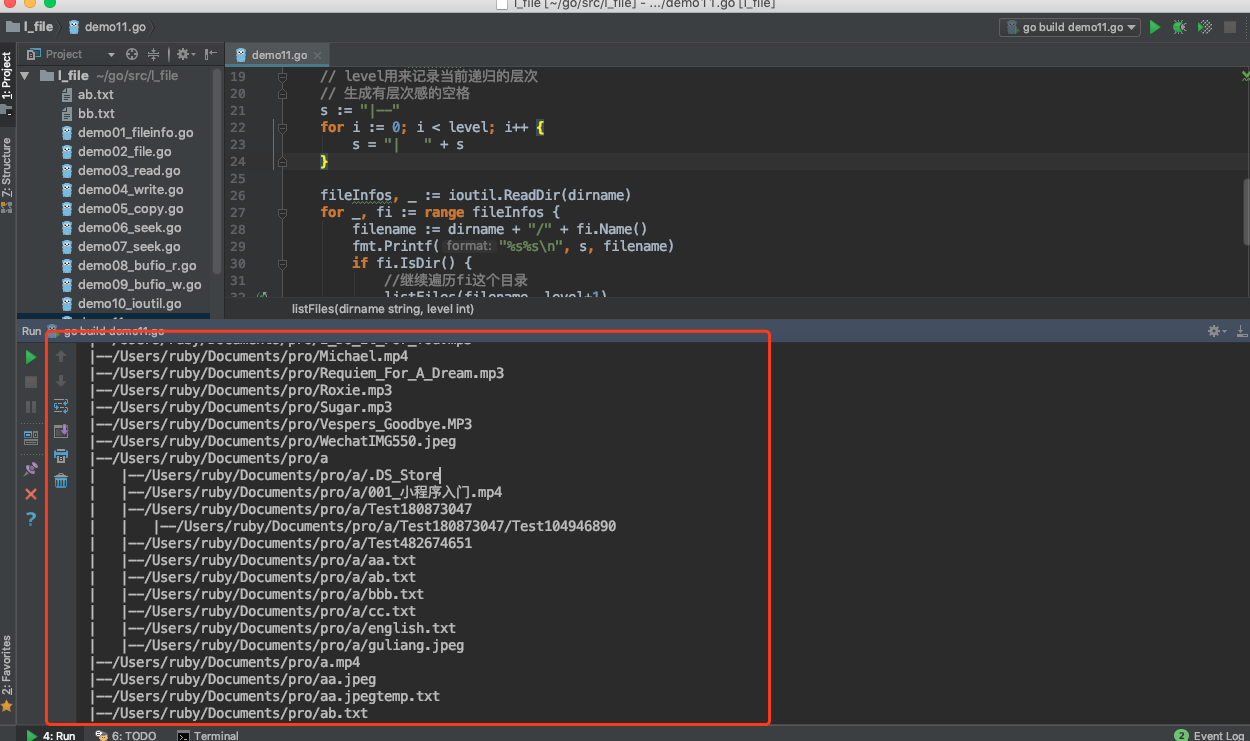 l_file [~/go/src/l_file] - .../demo11.go [l_file]
l_file demo11.go go build demo11.go
Project demo11.go
1: Project
7: Structure
2: Favorites
l_file ~/go/src/l_file
ab.txt
bb.txt
demo01_fileinfo.go
demo02_file.go
demo03_read.go
demo04_write.go
demo05_copy.go
demo06_seek.go
demo07_seek.go
demo08_bufio_r.go
demo09_bufio_w.go
demo10_ioutil.go
19 // level用来记录当前递归的层次
20 // 生成有层次感的空格
21 s := "|--"
22 for i := 0; i < level; i++ {
23 s = "|   " + s
24 }
25
26 fileInfos, _ := ioutil.ReadDir(dirname)
27 for _, fi := range fileInfos {
28 filename := dirname + "/" + fi.Name()
29 fmt.Printf( format: "%s%s\n", s, filename)
30 if fi.IsDir() {
31 //继续遍历fi这个目录
32 listFiles(filename, level+1)
listFiles(dirname string, level int)
Run go build demo11.go
|--/Users/ruby/Documents/pro/Michael.mp4
|--/Users/ruby/Documents/pro/Requiem_For_A_Dream.mp3
|--/Users/ruby/Documents/pro/Roxie.mp3
|--/Users/ruby/Documents/pro/Sugar.mp3
|--/Users/ruby/Documents/pro/Vespers_Goodbye.MP3
|--/Users/ruby/Documents/pro/WechatIMG550.jpeg
|--/Users/ruby/Documents/pro/a
|   |--/Users/ruby/Documents/pro/a/.DS_Store
|   |--/Users/ruby/Documents/pro/a/001_小程序入门.mp4
|   |--/Users/ruby/Documents/pro/a/Test180873047
|   |   |--/Users/ruby/Documents/pro/a/Test180873047/Test104946890
|   |--/Users/ruby/Documents/pro/a/Test482674651
|   |--/Users/ruby/Documents/pro/a/aa.txt
|   |--/Users/ruby/Documents/pro/a/ab.txt
|   |--/Users/ruby/Documents/pro/a/bbb.txt
|   |--/Users/ruby/Documents/pro/a/cc.txt
|   |--/Users/ruby/Documents/pro/a/english.txt
|   |--/Users/ruby/Documents/pro/a/guliang.jpeg
|--/Users/ruby/Documents/pro/a.mp4
|--/Users/ruby/Documents/pro/aa.jpeg
|--/Users/ruby/Documents/pro/aa.jpegtemp.txt
|--/Users/ruby/Documents/pro/ab.txt
4: Run 6: TODO Terminal 2 Event Log